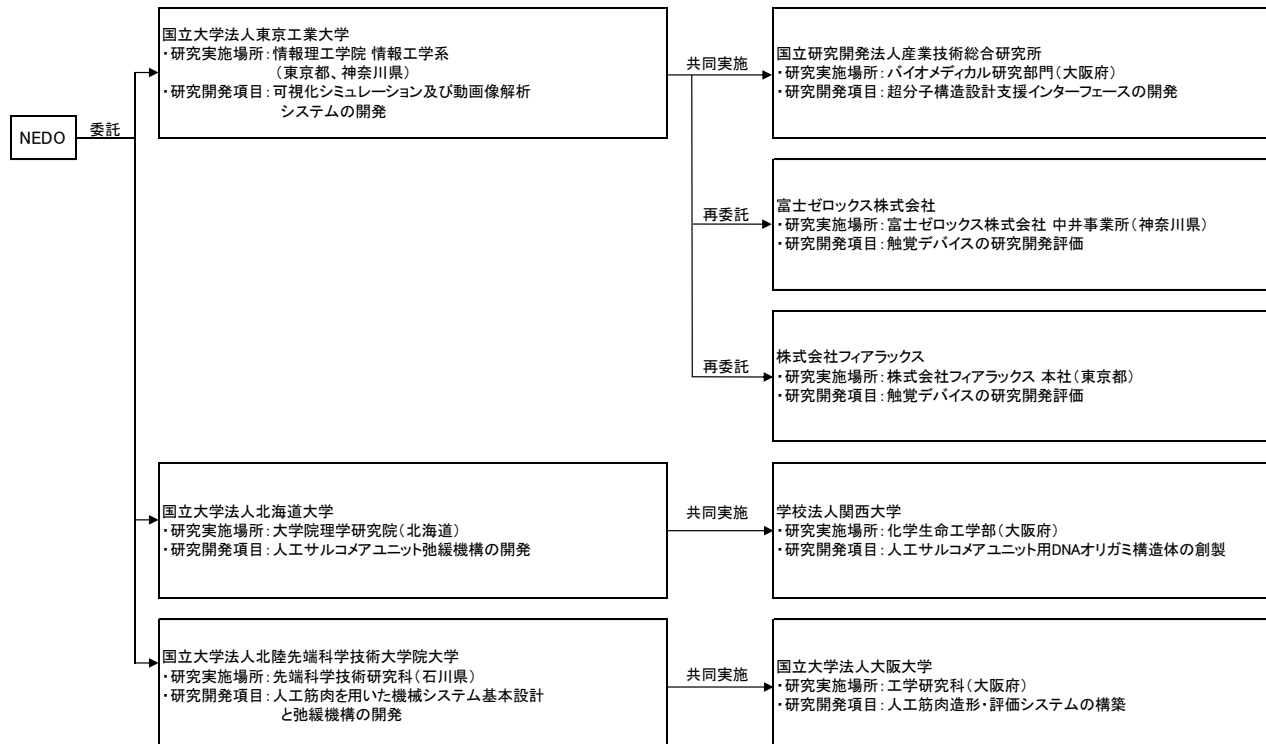 NEDO
委託
国立大学法人東京工業大学
・研究実施場所：情報理工学院 情報工学系
（東京都、神奈川県）
・研究開発項目：可視化シミュレーション及び動画像解析
システムの開発
共同実施
国立研究開発法人産業技術総合研究所
・研究実施場所：バイオメディカル研究部門（大阪府）
・研究開発項目：超分子構造設計支援インターフェースの開発
再委託
富士ゼロックス株式会社
・研究実施場所：富士ゼロックス株式会社 中井事業所（神奈川県）
・研究開発項目：触覚デバイスの研究開発評価
再委託
株式会社フィアラックス
・研究実施場所：株式会社フィアラックス 本社（東京都）
・研究開発項目：触覚デバイスの研究開発評価
国立大学法人北海道大学
・研究実施場所：大学院理学研究院（北海道）
・研究開発項目：人工サルコメアユニット弛緩機構の開発
共同実施
学校法人関西大学
・研究実施場所：化学生命工学部（大阪府）
・研究開発項目：人工サルコメアユニット用DNAオリガミ構造体の創製
国立大学法人北陸先端科学技術大学院大学
・研究実施場所：先端科学技術研究科（石川県）
・研究開発項目：人工筋肉を用いた機械システム基本設計
と弛緩機構の開発
共同実施
国立大学法人大阪大学
・研究実施場所：工学研究科（大阪府）
・研究開発項目：人工筋肉造形・評価システムの構築